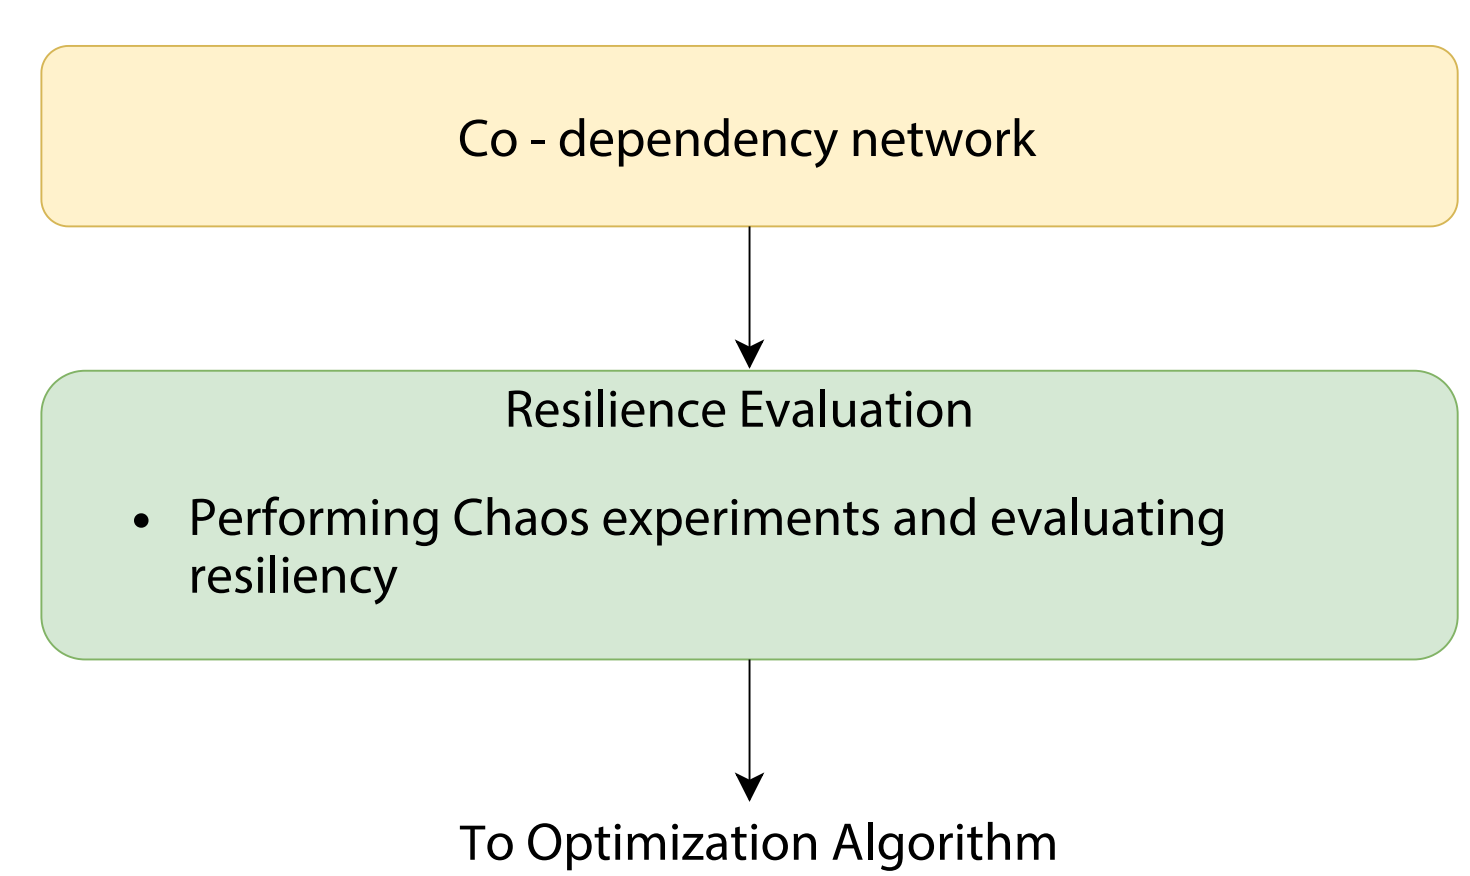 Co - dependency network
Resilience Evaluation
• Performing Chaos experiments and evaluating
resiliency
To Optimization Algorithm